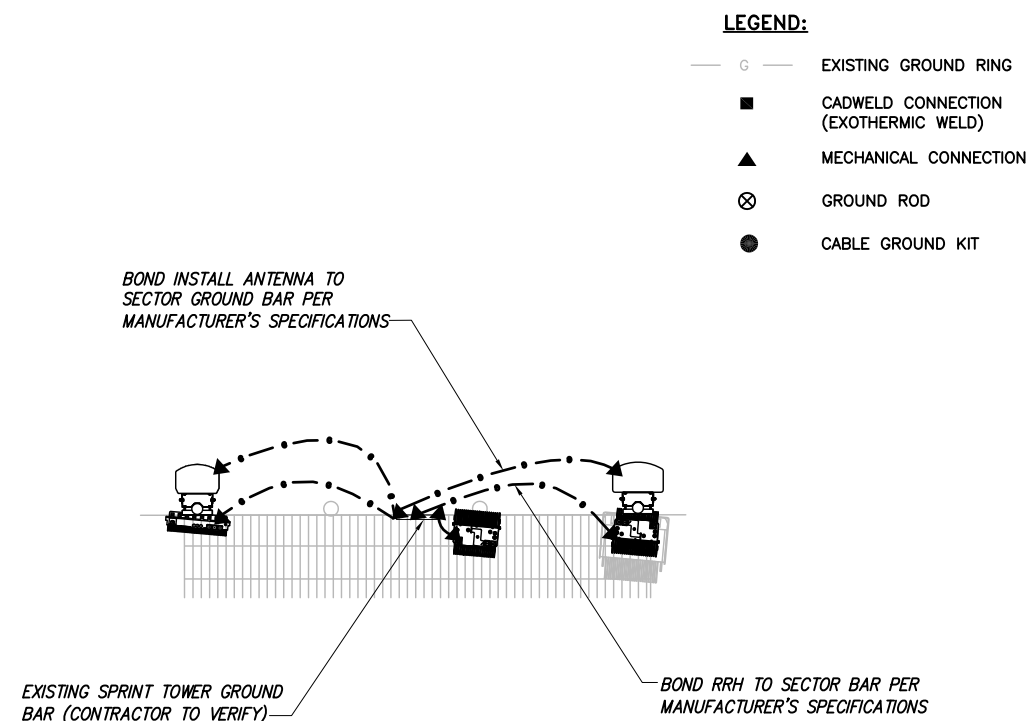 LEGEND:
G
EXISTING GROUND RING
CADWELD CONNECTION
(EXOTHERMIC WELD)
MECHANICAL CONNECTION
GROUND ROD
CABLE GROUND KIT
BOND INSTALL ANTENNA TO
SECTOR GROUND BAR PER
MANUFACTURER'S SPECIFICATIONS
EXISTING SPRINT TOWER GROUND
BAR (CONTRACTOR TO VERIFY)
BOND RRH TO SECTOR BAR PER
MANUFACTURER'S SPECIFICATIONS